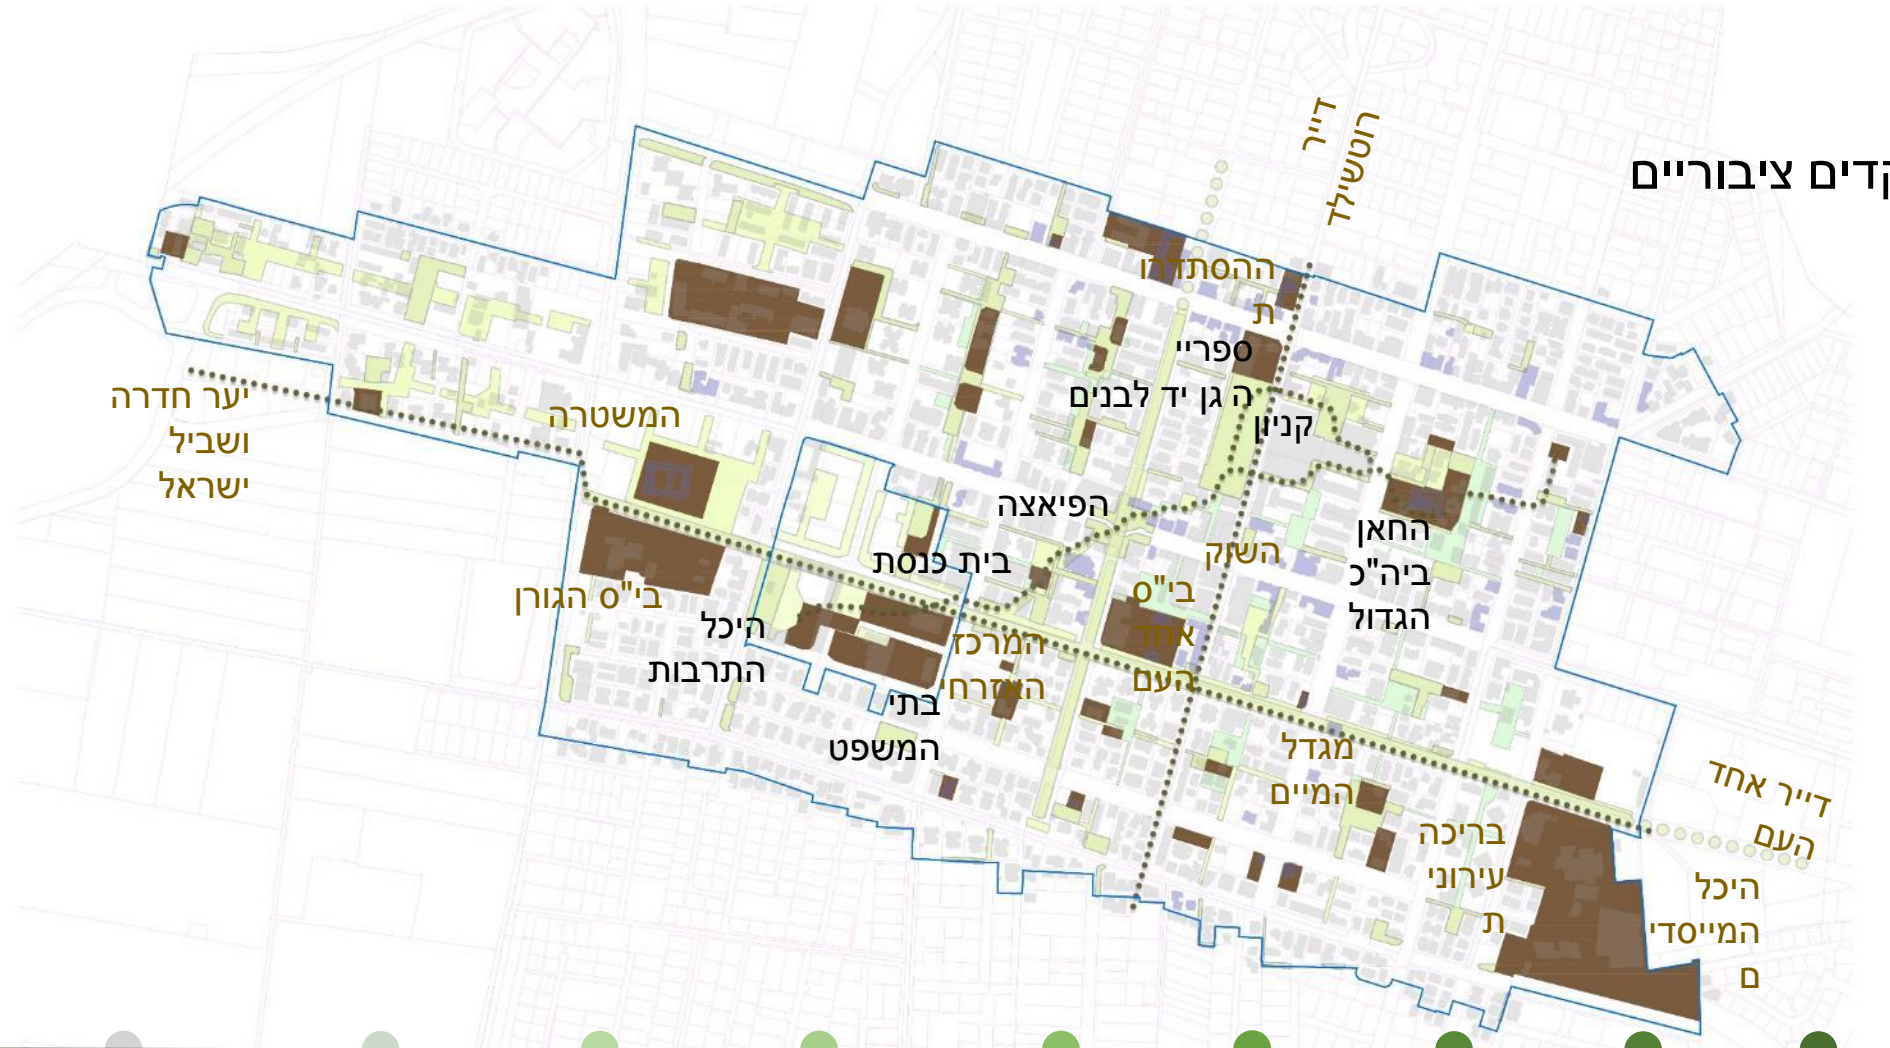 קדים ציבוריים
דייר
רוטשילד
ההסתדרו
ת
ספריי
ה גן יד לבנים
קניון
יער חדרה
ושביל
ישראל
המשטרה
הפיאצה
בית כנסת
השוק
החאן
ביה"כ
הגדול
בי"ס הגורן
היכל
התרבות
המרכז
האזרחי
בי"ס
אחד
העם
בתי
המשפט
מגדל
המיים
בריכה
עירוני
ת
דייר אחד
העם
היכל
המייסדי
ם